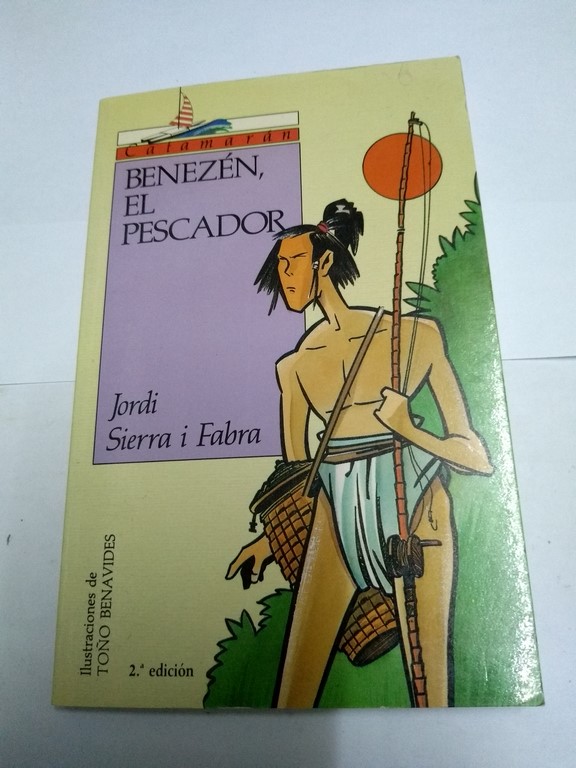 Catamarán
BENEZÉN,
EL
PESCADOR
Jordi
Sierra i Fabra
Ilustraciones de
TOÑO BENAVIDES
2.ª edición